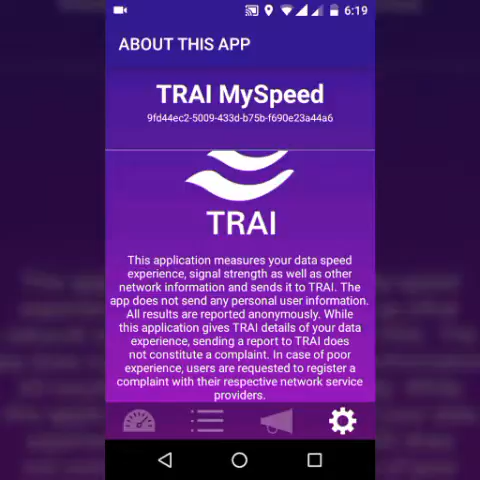 6:19
ABOUT THIS APP
TRAI MySpeed
9fd44ec2-5009-433d-b75b-f690e23a44a6
TRAI
This application measures your data speed
experience, signal strength as well as other
network information and sends it to TRAI. The
app does not send any personal user information.
All results are reported anonymously. While
this application gives TRAI details of your data
experience, sending a report to TRAI does
not constitute a complaint. In case of poor
experience, users are requested to register a
complaint with their respective network service
providers.